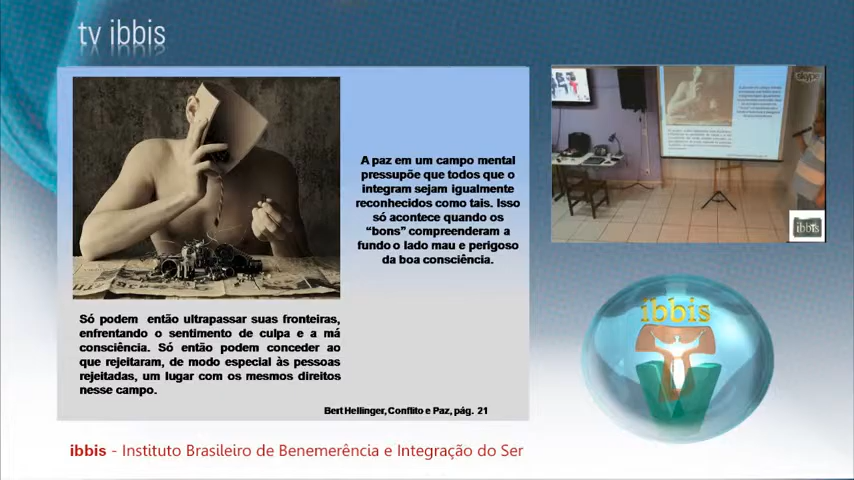 tv ibbis
A paz em um campo mental
pressupõe que todos que o
integram sejam igualmente
reconhecidos como tais. Isso
só acontece quando os
“bons” compreenderam a
fundo o lado mau e perigoso
da boa consciência.
Só podem então ultrapassar suas fronteiras,
enfrentando o sentimento de culpa e a má
consciência. Só então podem conceder ao
que rejeitaram, de modo especial às pessoas
rejeitadas, um lugar com os mesmos direitos
nesse campo.
Bert Hellinger, Conflito e Paz, pág. 21
skype
ibbis
ibbis
ibbis - Instituto Brasileiro de Benemerência e Integração do Ser